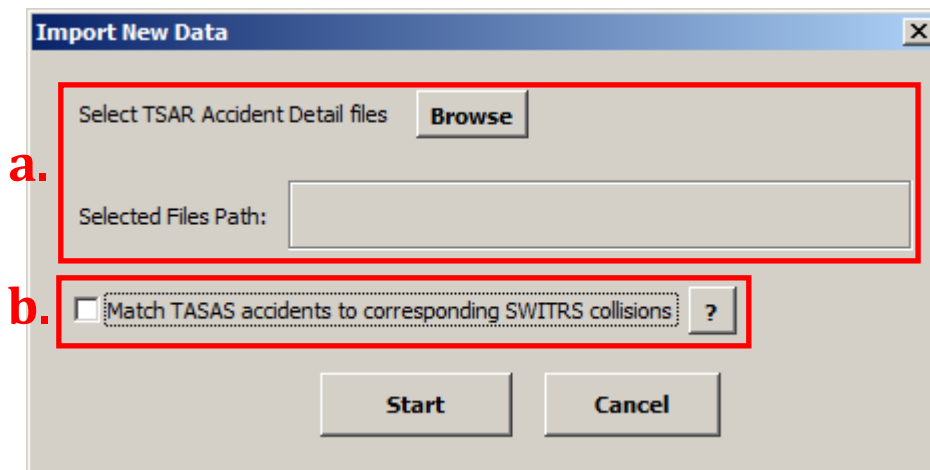 Import New Data
a.
Select TSAR Accident Detail files Browse
Selected Files Path:
b.
Match TASAS accidents to corresponding SWITRS collisions ?
Start Cancel